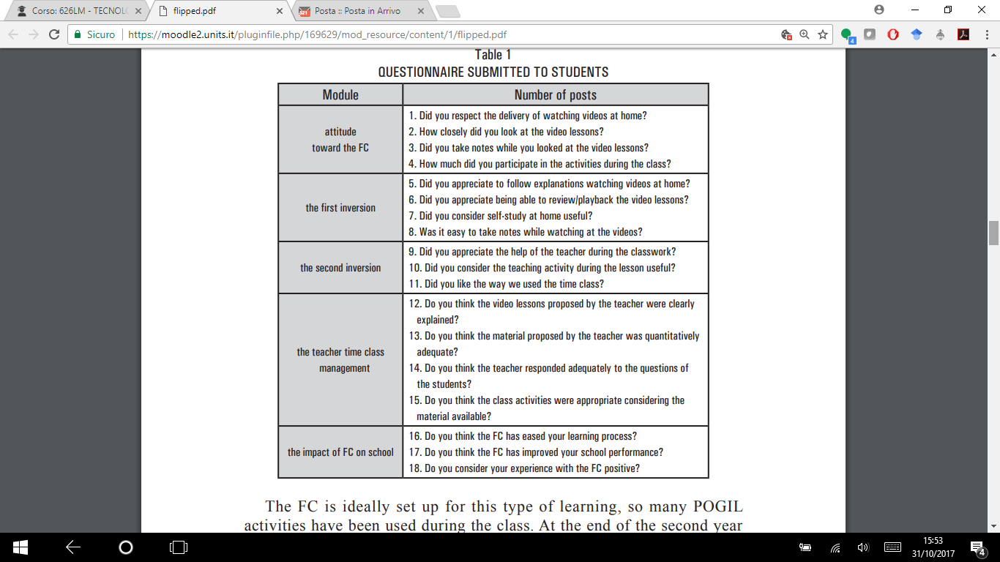 Corso: 626LM - TECNOLO
flipped.pdf
521
Posta :: Posta in Arrivo
Sicuro
https://moodle2.units.it/pluginfile.php/169629/mod_resource/content/1/flipped.pdf
4
Table 1
QUESTIONNAIRE SUBMITTED TO STUDENTS
Module
Number of posts
attitude
toward the FC
1. Did you respect the delivery of watching videos at home?
2. How closely did you look at the video lessons?
3. Did you take notes while you looked at the video lessons?
4. How much did you participate in the activities during the class?
the first inversion
5. Did you appreciate to follow explanations watching videos at home?
6. Did you appreciate being able to review/playback the video lessons?
7. Did you consider self-study at home useful?
8. Was it easy to take notes while watching at the videos?
the second inversion
9. Did you appreciate the help of the teacher during the classwork?
10. Did you consider the teaching activity during the lesson useful?
11. Did you like the way we used the time class?
the teacher time class
management
12. Do you think the video lessons proposed by the teacher were clearly
explained?
13. Do you think the material proposed by the teacher was quantitatively
adequate?
14. Do you think the teacher responded adequately to the questions of
the students?
15. Do you think the class activities were appropriate considering the
material available?
the impact of FC on school
16. Do you think the FC has eased your learning process?
17. Do you think the FC has improved your school performance?
18. Do you consider your experience with the FC positive?
The FC is ideally set up for this type of learning, so many POGIL
activities have been used during the class. At the end of the second year
15:53
31/10/2017
4